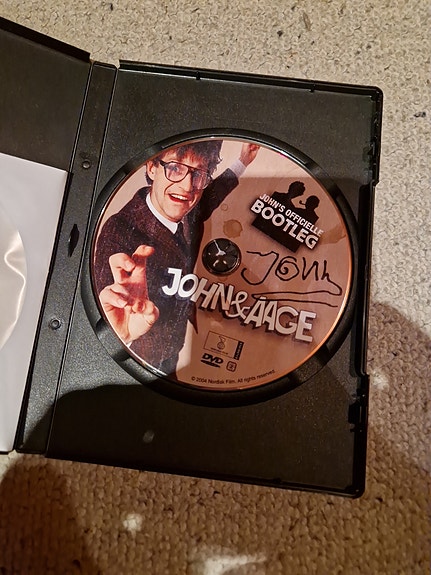 JOHN'S OFFICIELLE
BOOTLEG
John
JOHN&AAGE
DVD
© 2004 Nordisk Film. All rights reserved.